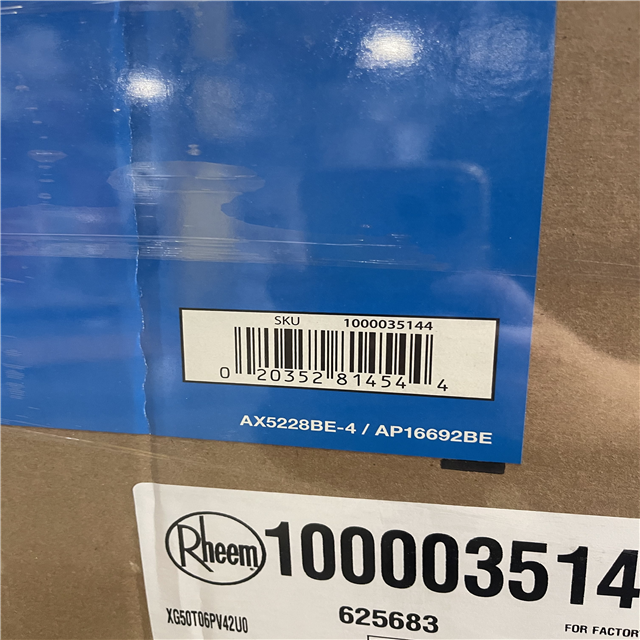 SKU 1000035144
0 20352 81454 4
AX5228BE-4 / AP16692BE
Rheem 100003514
XG50T06PV42U0 625683
FOR FACTOR